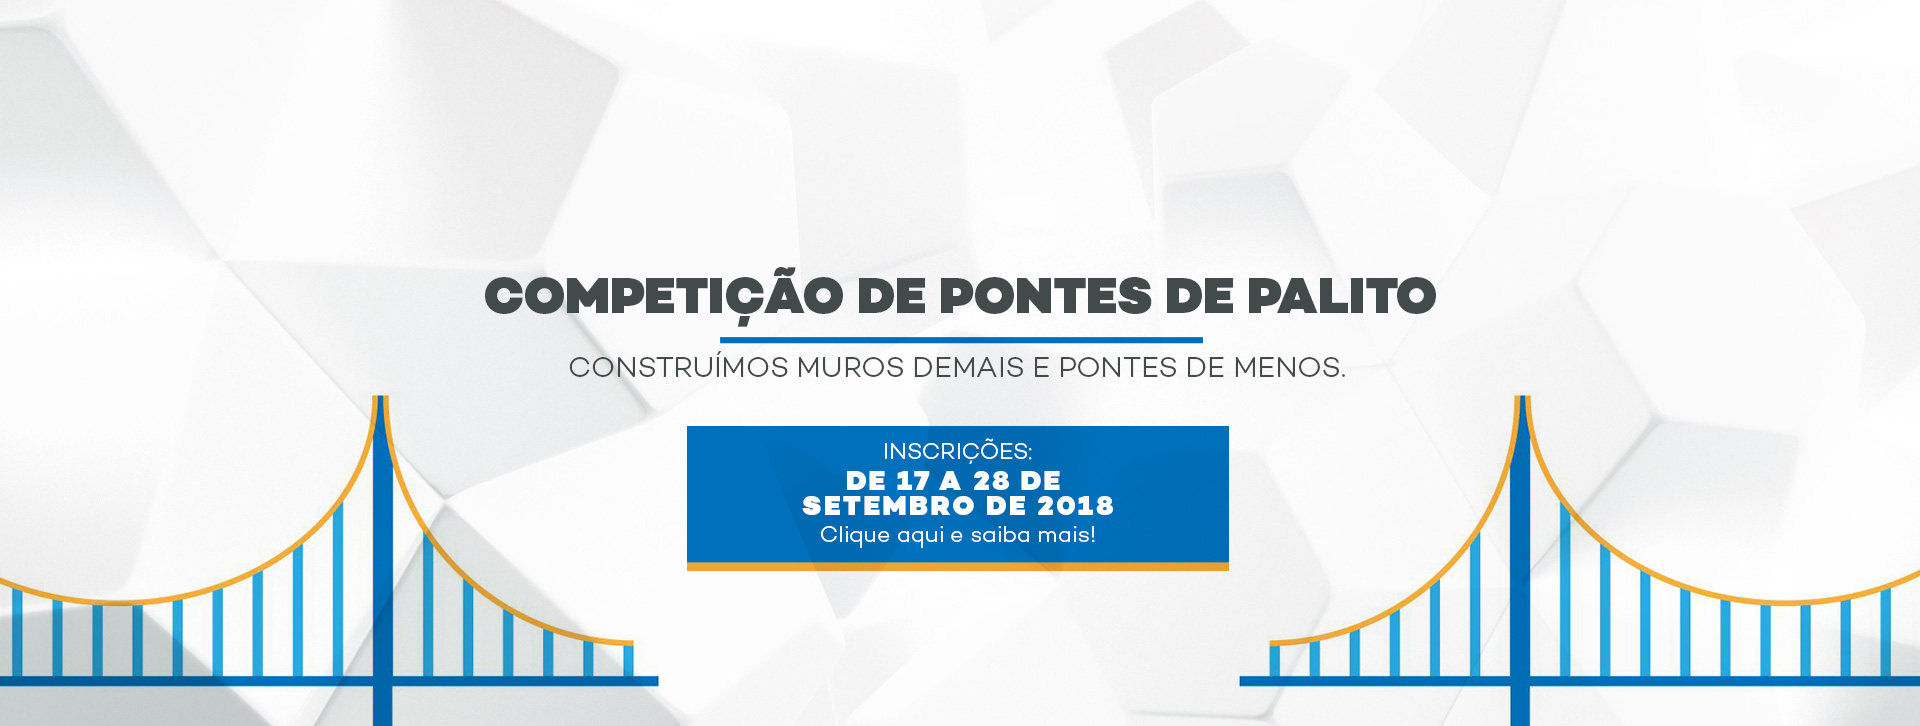 COMPETIÇÃO DE PONTES DE PALITO
CONSTRUÍMOS MUROS DEMAIS E PONTES DE MENOS.
INSCRIÇÕES:
DE 17 A 28 DE
SETEMBRO DE 2018
Clique aqui e saiba mais!